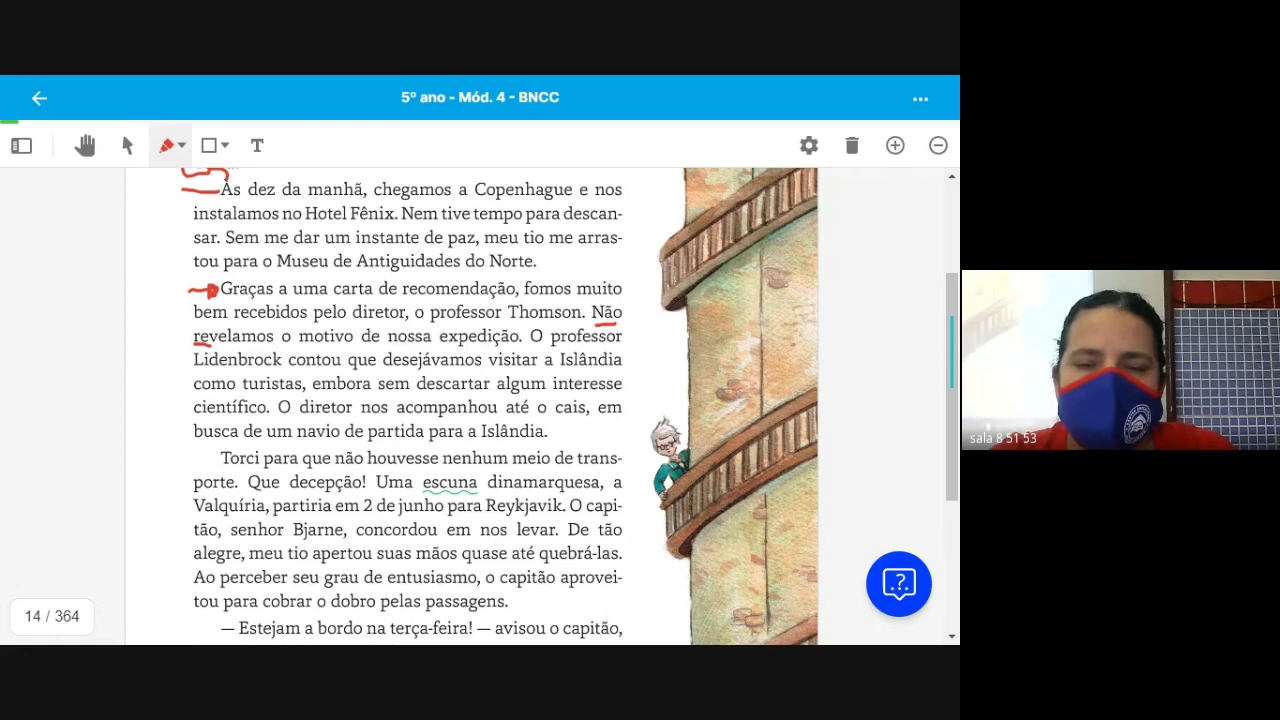 5º ano - Mód. 4 - BNCC
T
Às dez da manhã, chegamos a Copenhague e nos
instalamos no Hotel Fênix. Nem tive tempo para descan-
sar. Sem me dar um instante de paz, meu tio me arras-
tou para o Museu de Antiguidades do Norte.
Graças a uma carta de recomendação, fomos muito
bem recebidos pelo diretor, o professor Thomson. Não
revelamos o motivo de nossa expedição. O professor
Lidenbrock contou que desejávamos visitar a Islândia
como turistas, embora sem descartar algum interesse
científico. O diretor nos acompanhou até o cais, em
busca de um navio de partida para a Islândia.
Torci para que não houvesse nenhum meio de trans-
porte. Que decepção! Uma escuna dinamarquesa, a
Valquíria, partiria em 2 de junho para Reykjavik. O capi-
tão, senhor Bjarne, concordou em nos levar. De tão
alegre, meu tio apertou suas mãos quase até quebrá-las.
Ao perceber seu grau de entusiasmo, o capitão aprovei-
tou para cobrar o dobro pelas passagens.
— Estejam a bordo na terça-feira! — avisou o capitão,
14 / 364
sala 8 51 53